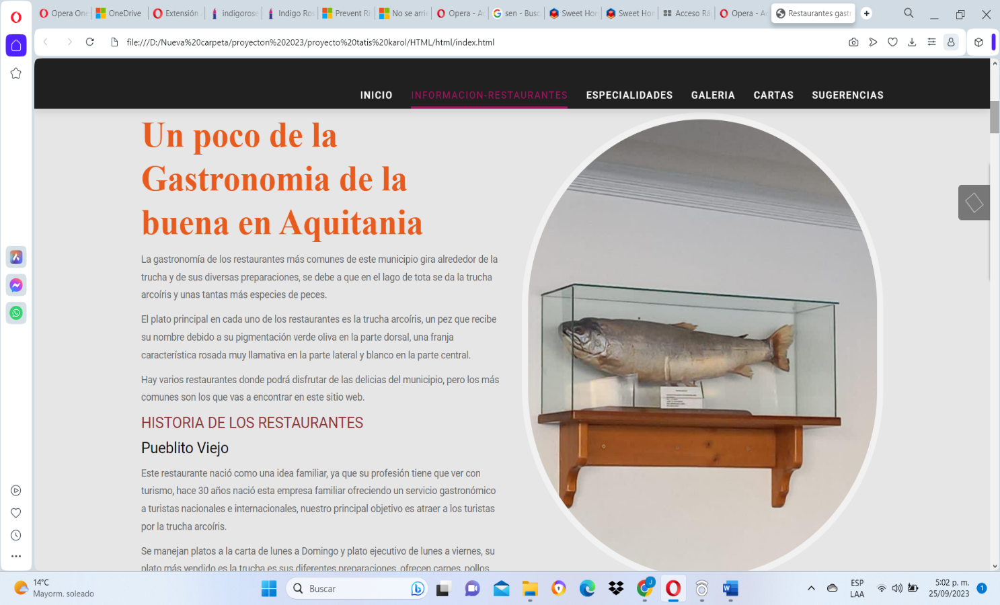 Opera One
OneDrive
Extensión
indigorose
Indigo Ros
Prevent Ri
No se arrie
Opera - Ac
sen - Busc
Sweet Hom
Sweet Hom
Acceso Ráp
Opera - Ac
Restaurantes gastr
file:///D:/Nueva%20carpeta/proyecton%202023/proyecto%20tatis%20karol/HTML/html/index.html
INICIO INFORMACION-RESTAURANTES ESPECIALIDADES GALERIA CARTAS SUGERENCIAS
Un poco de la
Gastronomia de la
buena en Aquitania
La gastronomía de los restaurantes más comunes de este municipio gira alrededor de la
trucha y de sus diversas preparaciones, se debe a que en el lago de tota se da la trucha
arcoíris y unas tantas más especies de peces.
El plato principal en cada uno de los restaurantes es la trucha arcoíris, un pez que recibe
su nombre debido a su pigmentación verde oliva en la parte dorsal, una franja
característica rosada muy llamativa en la parte lateral y blanco en la parte central.
Hay varios restaurantes donde podrá disfrutar de las delicias del municipio, pero los más
comunes son los que vas a encontrar en este sitio web.
HISTORIA DE LOS RESTAURANTES
Pueblito Viejo
Este restaurante nació como una idea familiar, ya que su profesión tiene que ver con
turismo, hace 30 años nació esta empresa familiar ofreciendo un servicio gastronómico
a turistas nacionales e internacionales, nuestro principal objetivo es atraer a los turistas
por la trucha arcoíris.
Se manejan platos a la carta de lunes a Domingo y plato ejecutivo de lunes a viernes, su
plato más vendido es la trucha es sus diferentes preparaciones, ofrecen carnes, pollos,
14°C
Mayorm. soleado
Buscar
ESP
LAA
5:02 p. m.
25/09/2023
1